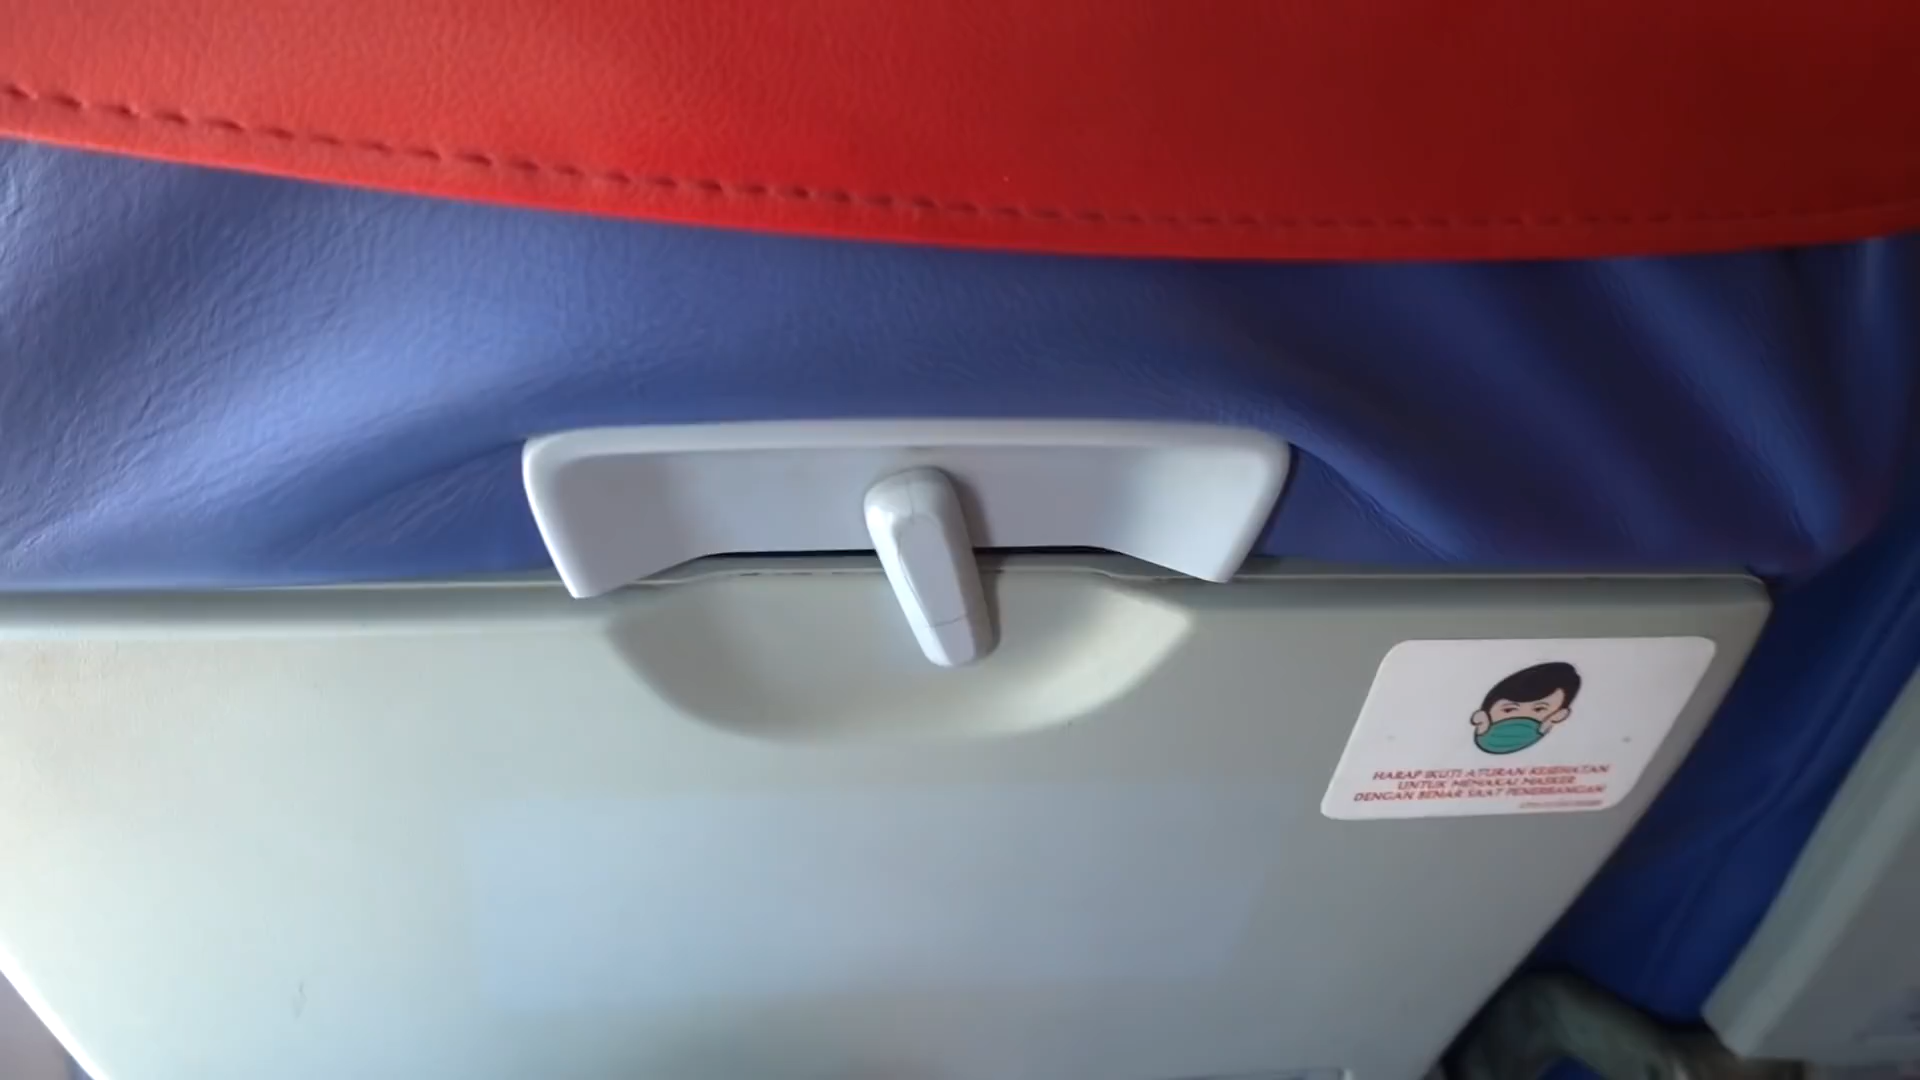 HARAP IKUTI ATURAN KESEHATAN
UNTUK MEMAKAI MASKER
DENGAN BENAR SAAT PENERBANGAN